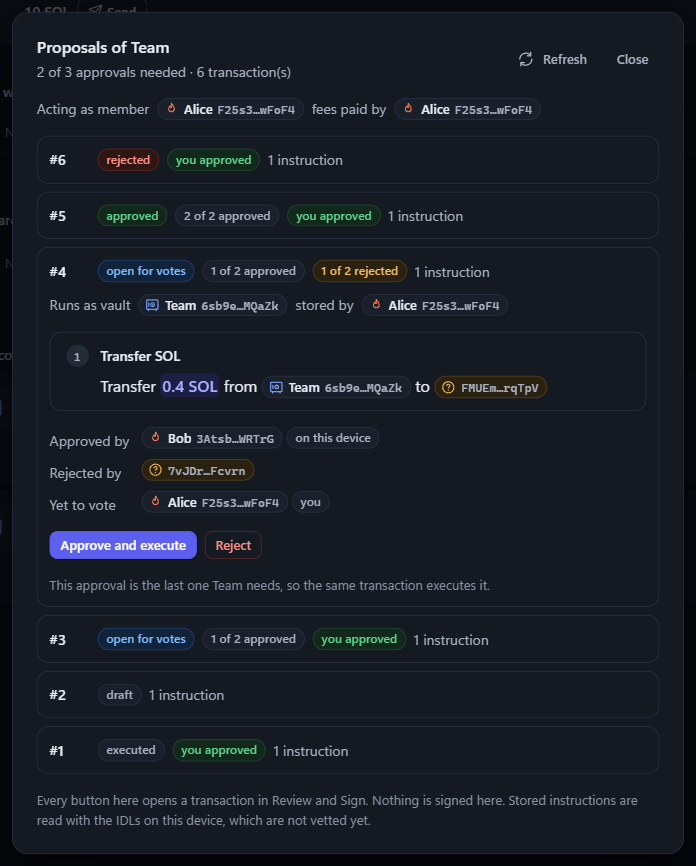 10 SOL Send
Proposals of Team
2 of 3 approvals needed · 6 transaction(s)
Refresh
Close
Acting as member Alice F25s3…wFoF4 fees paid by Alice F25s3…wFoF4
#6 rejected you approved 1 instruction
#5 approved 2 of 2 approved you approved 1 instruction
#4 open for votes 1 of 2 approved 1 of 2 rejected 1 instruction
Runs as vault Team 6sb9e…MQaZk stored by Alice F25s3…wFoF4
1 Transfer SOL
Transfer 0.4 SOL from Team 6sb9e…MQaZk to FMUEm…rqTpV
Approved by Bob 3Atsb…WRTrG on this device
Rejected by 7vJDr…Fcvrn
Yet to vote Alice F25s3…wFoF4 you
Approve and execute Reject
This approval is the last one Team needs, so the same transaction executes it.
#3 open for votes 1 of 2 approved you approved 1 instruction
#2 draft 1 instruction
#1 executed you approved 1 instruction
Every button here opens a transaction in Review and Sign. Nothing is signed here. Stored instructions are
read with the IDLs on this device, which are not vetted yet.